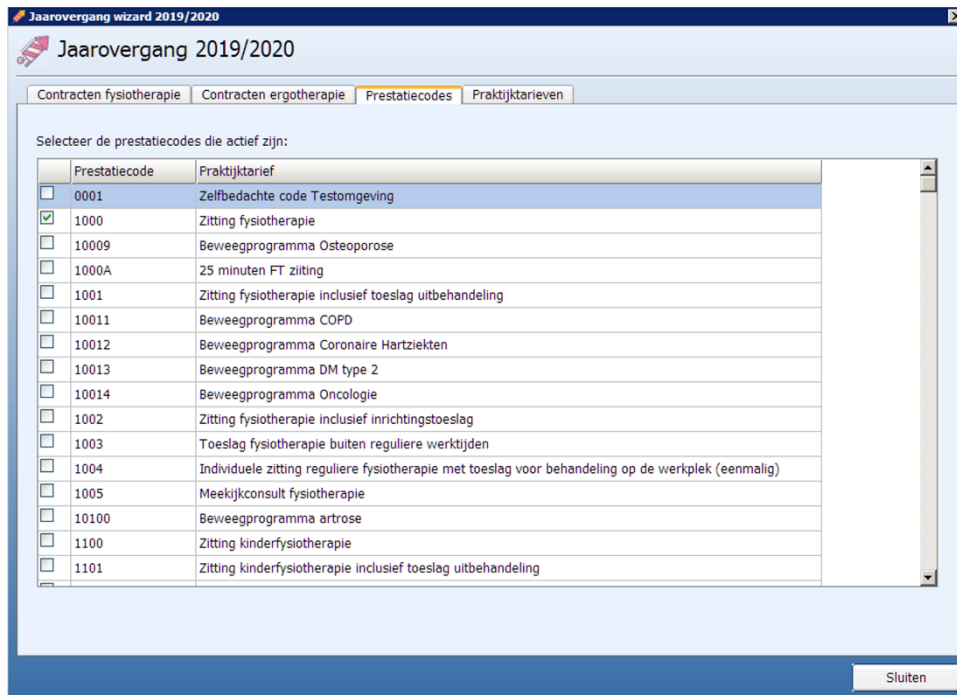 Jaarovergang wizard 2019/2020
Jaarovergang 2019/2020
Contracten fysiotherapie Contracten ergotherapie Prestatiecodes Praktijktarieven
Selecteer de prestatiecodes die actief zijn:
Prestatiecode Praktijktarief
0001 Zelfbedachte code Testomgeving
1000 Zitting fysiotherapie
10009 Beweegprogramma Osteoporose
1000A 25 minuten FT ziiting
1001 Zitting fysiotherapie inclusief toeslag uitbehandeling
10011 Beweegprogramma COPD
10012 Beweegprogramma Coronaire Hartziekten
10013 Beweegprogramma DM type 2
10014 Beweegprogramma Oncologie
1002 Zitting fysiotherapie inclusief inrichtingstoeslag
1003 Toeslag fysiotherapie buiten reguliere werktijden
1004 Individuele zitting reguliere fysiotherapie met toeslag voor behandeling op de werkplek (eenmalig)
1005 Meekijkconsult fysiotherapie
10100 Beweegprogramma artrose
1100 Zitting kinderfysiotherapie
1101 Zitting kinderfysiotherapie inclusief toeslag uitbehandeling
Sluiten